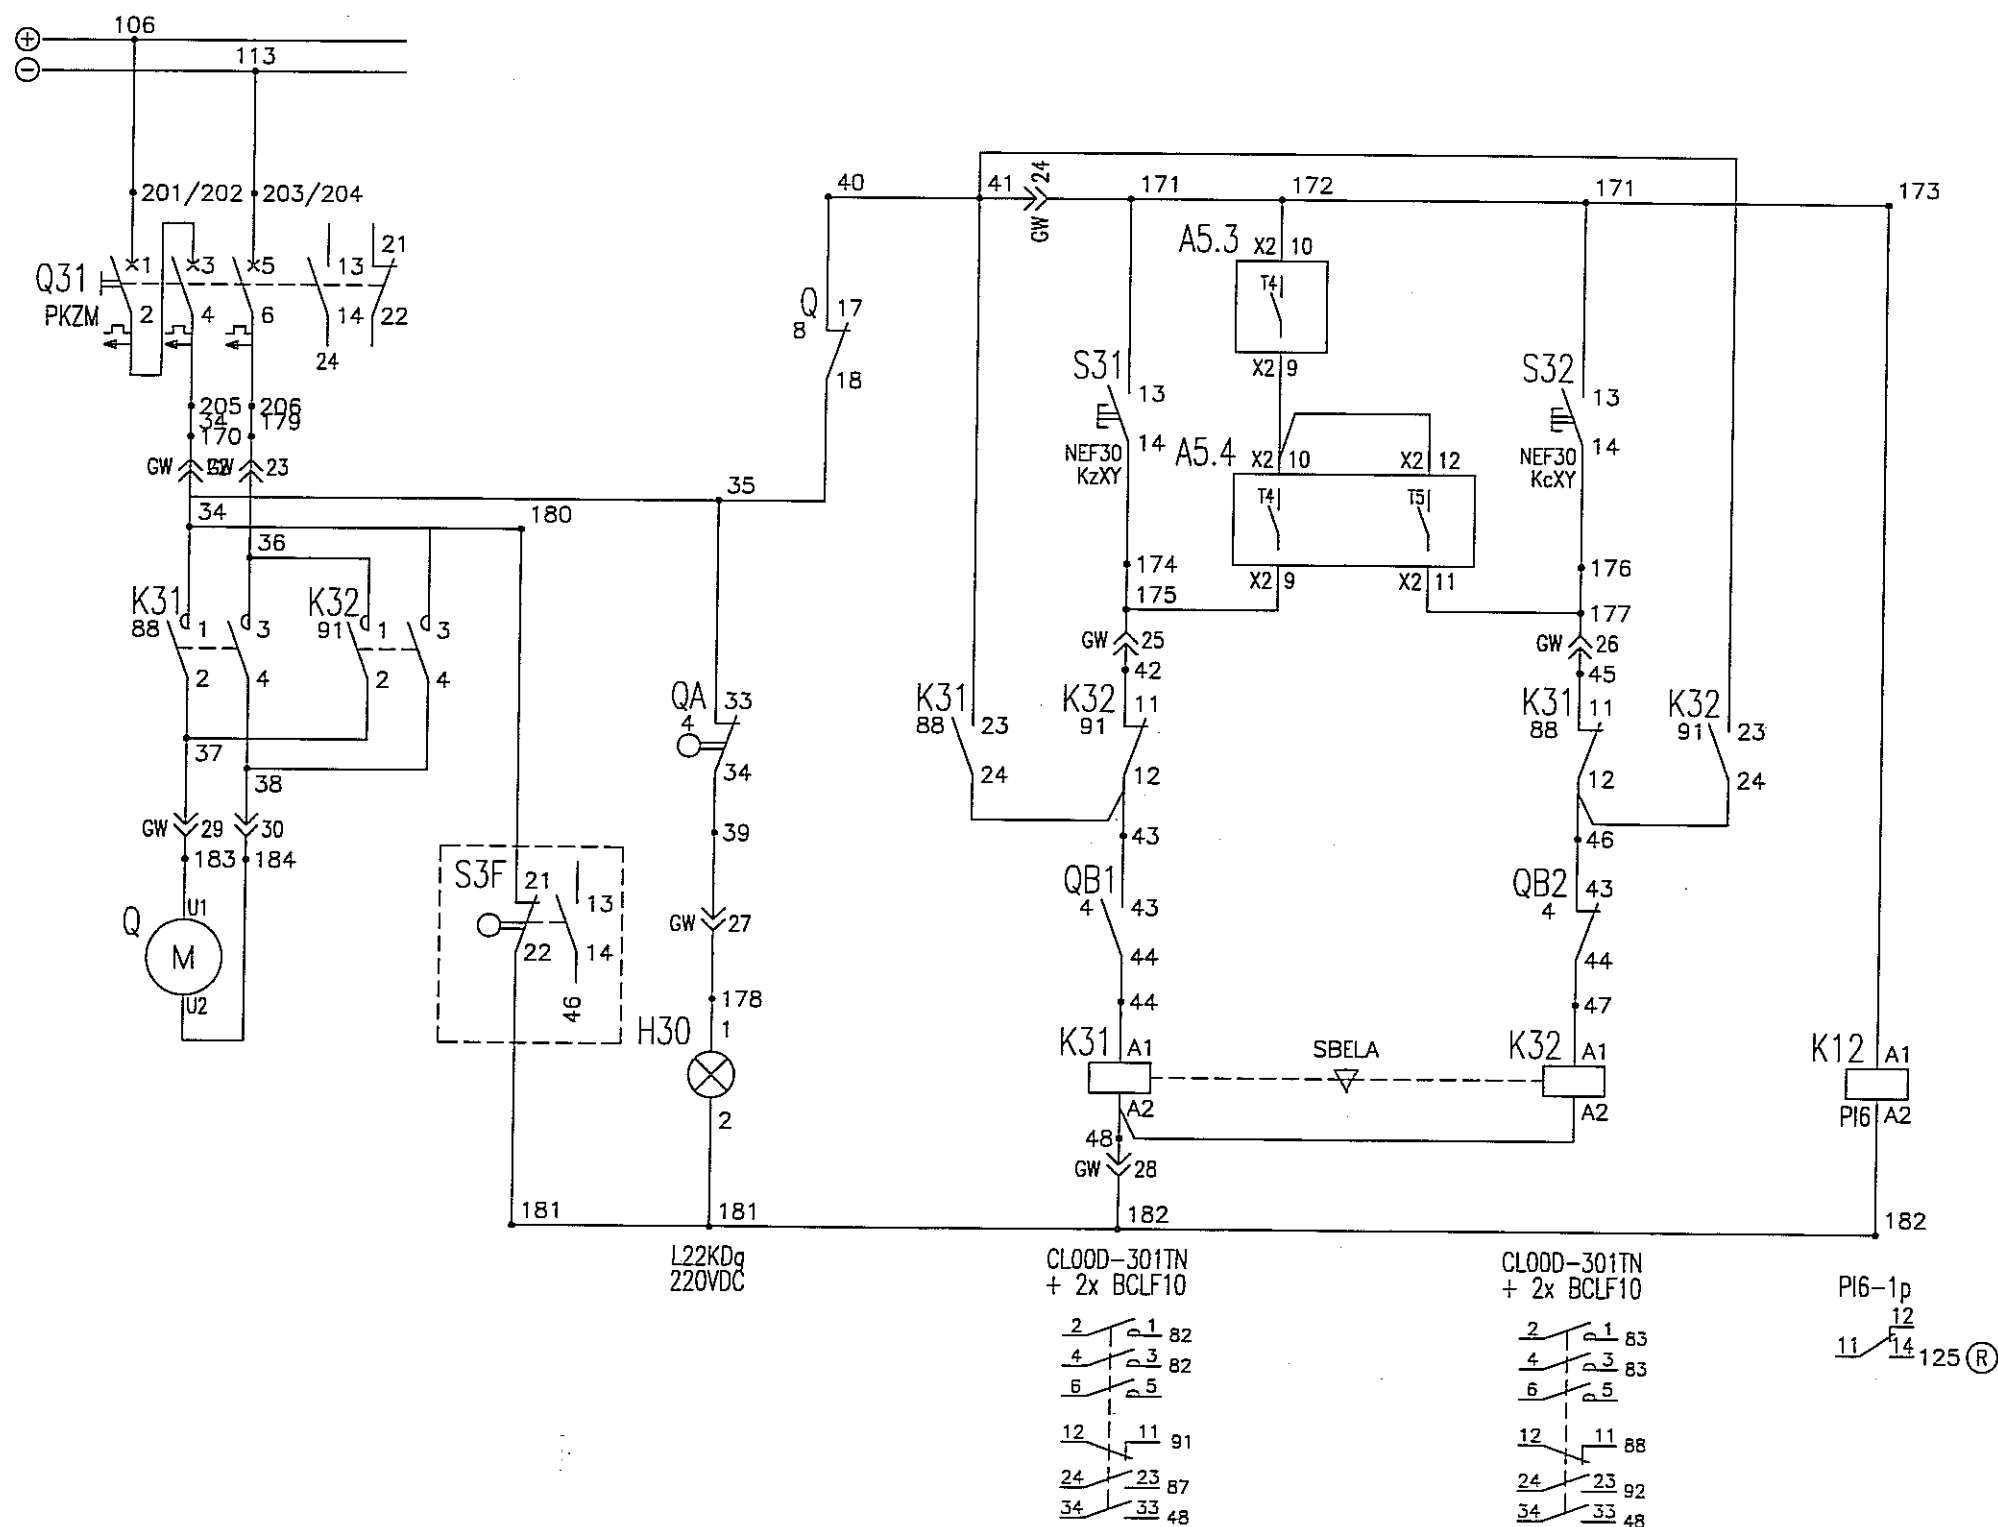 106
+
113
−
201/202 203/204
40 41 24 171 172 171 173
GW
Q31
PKZM
1 3 5 13 21
2 4 6 14 22
24
A5.3 X2 10
T4
X2 9
Q 17
8
18
S31 13
14
NEF30
KzXY
S32 13
14
NEF30
KcXY
205 206
34 179
170
GW GW 23
A5.4 X2 10 X2 12
T4 T5
X2 9 X2 11
35
34 180
36
174 176
175 177
K31 1 3
88
2 4
K32 1 3
91
2 4
GW 25 GW 26
42 45
37
38
QA 33
4
34
K31 23
88
24
K32 11
91
12
K31 11
88
12
K32 23
91
24
GW 29 30
183 184
39
43 46
S3F 21 13
22 14
46
QB1 43
4
44
QB2 43
4
44
Q U1
M
U2
GW 27
178
44 47
H30 1
2
K31 A1
A2
SBELA
K32 A1
A2
K12 A1
PI6 A2
48
GW 28
181 181 182 182
L22KDg
220VDC
CL00D-301TN
+ 2x BCLF10
CL00D-301TN
+ 2x BCLF10
PI6-1p
2 1 82
4 3 82
6 5
12 11 91
24 23 87
34 33 48
2 1 83
4 3 83
6 5
12 11 88
24 23 92
34 33 48
12
11 14 125 R